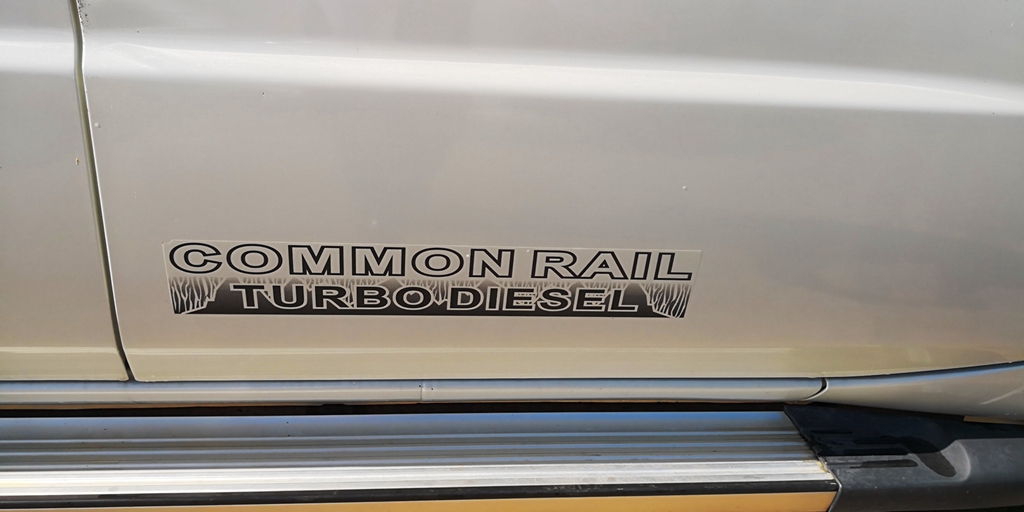 COMMON RAIL
TURBO DIESEL